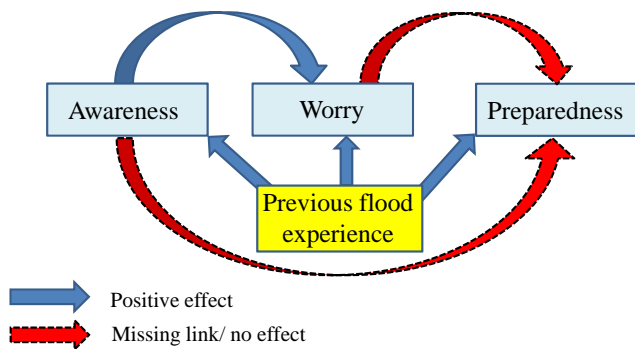 Awareness
Worry
Preparedness
Previous flood
experience
Positive effect
Missing link/ no effect